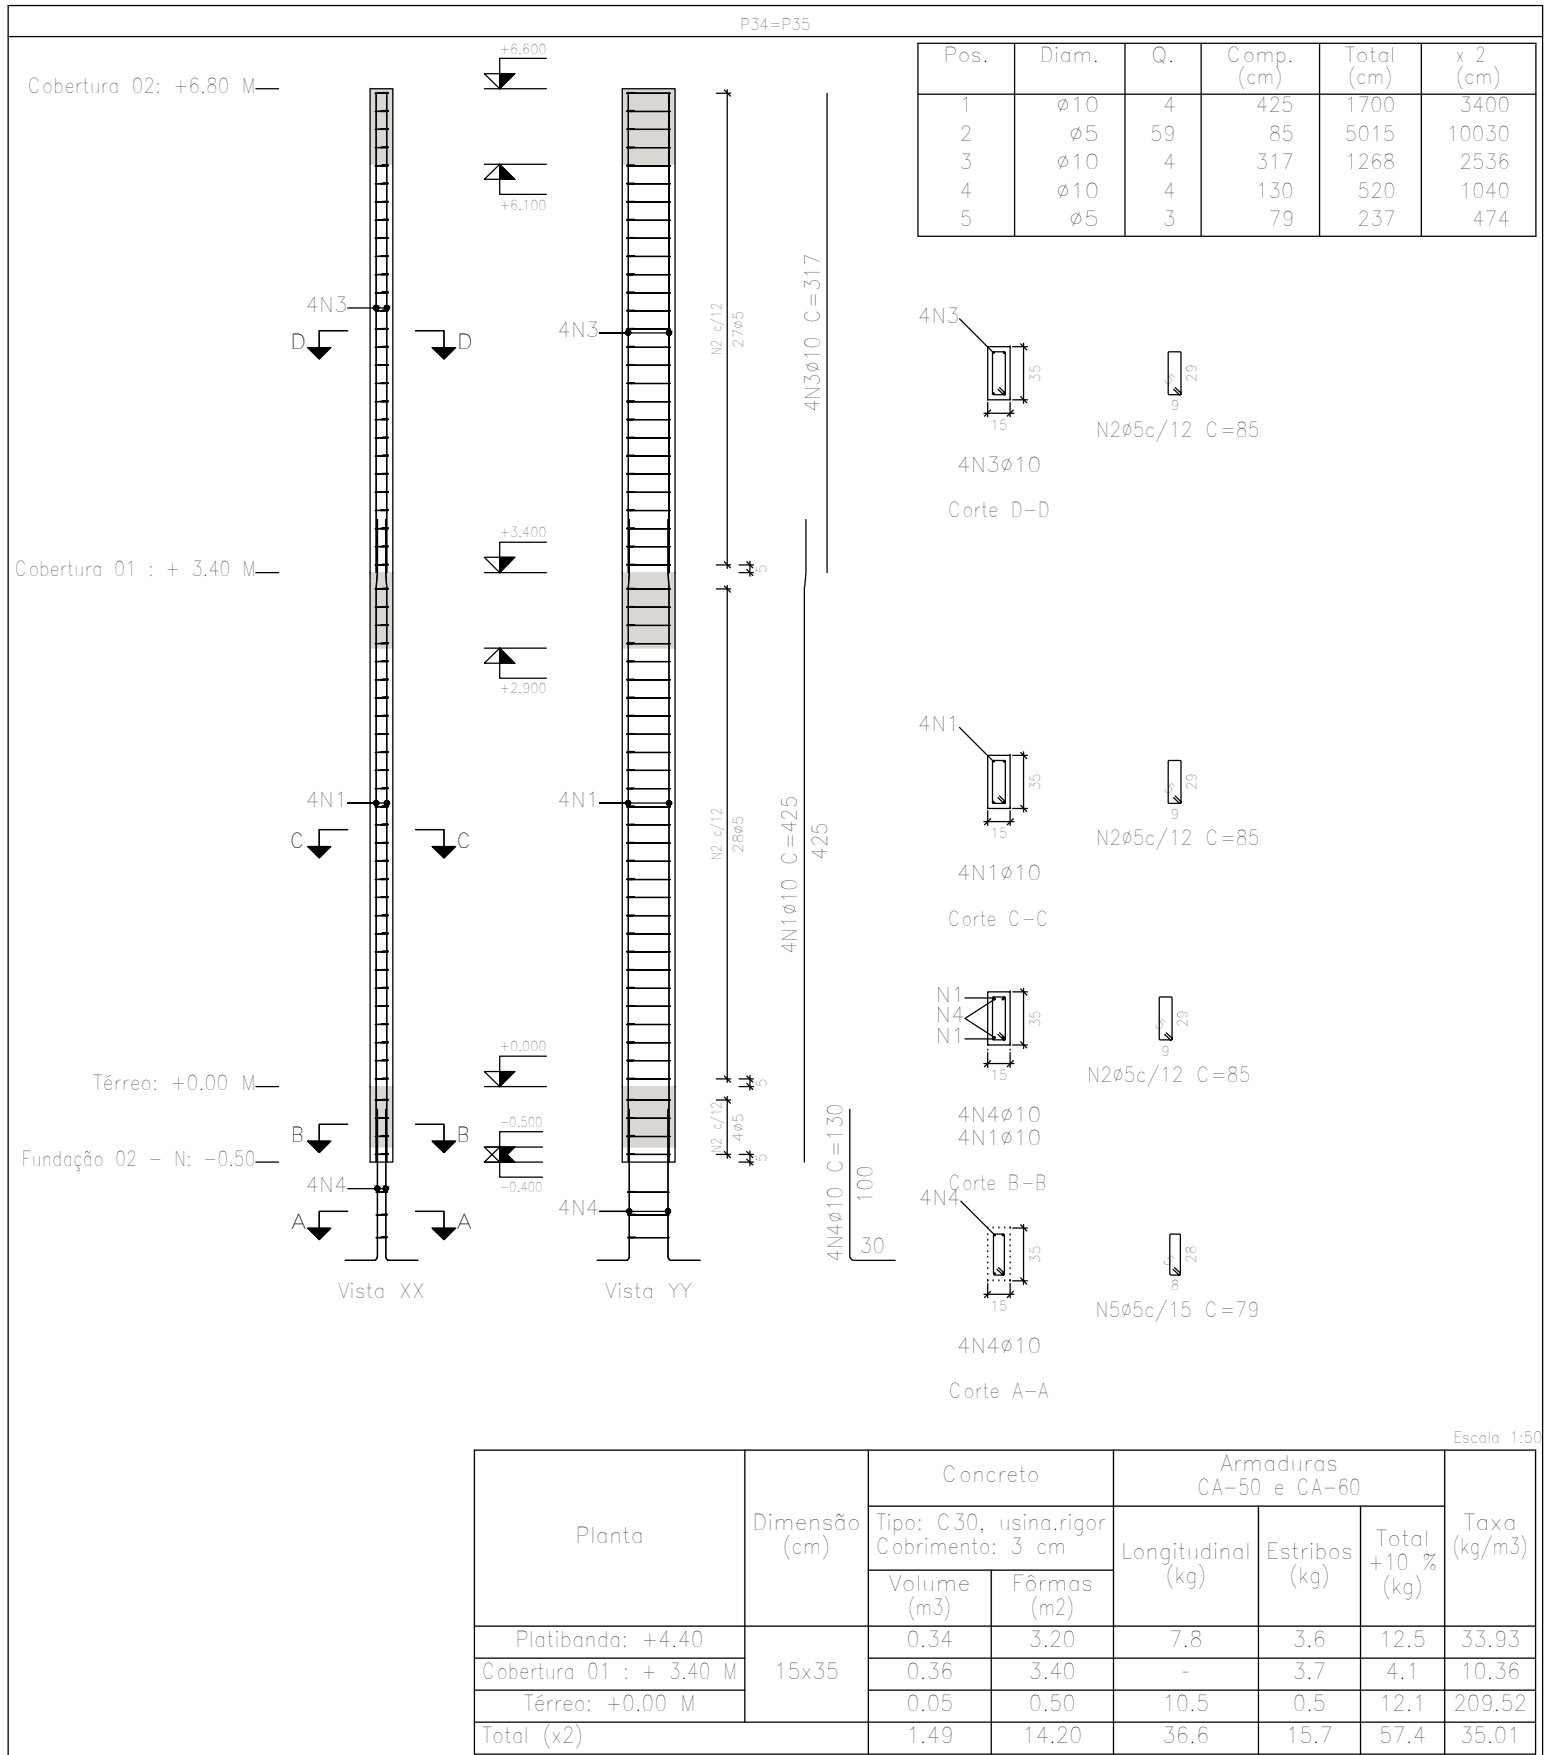 P34=P35
Pos. Diam. Q. Comp. (cm) Total (cm) x 2 (cm)
1 ø10 4 425 1700 3400
2 ø5 59 85 5015 10030
3 ø10 4 317 1268 2536
4 ø10 4 130 520 1040
5 ø5 3 79 237 474
Cobertura 02: +6.80 M
+6.600
+6.100
4N3
D D
4N3
N2 c/12
27ø5
4N3ø10 C=317
4N3
35
15
29
9
5
N2ø5c/12 C=85
4N3ø10
Corte D-D
Cobertura 01 : + 3.40 M
+3.400
5
+2.900
4N1
C C
4N1
N2 c/12
28ø5
4N1ø10 C=425
425
4N1
35
15
29
9
5
N2ø5c/12 C=85
4N1ø10
Corte C-C
Térreo: +0.00 M
+0.000
5
N1
N4
N1
35
15
29
9
5
N2ø5c/12 C=85
4N4ø10
4N1ø10
Corte B-B
B B
-0.500
N2 c/12
4ø5
5
Fundação 02 - N: -0.50
-0.400
4N4
4N4
A A
4N4ø10 C=130
100
30
Vista XX
Vista YY
4N4
35
15
28
8
5
N5ø5c/15 C=79
4N4ø10
Corte A-A
Escala 1:50
Planta
Dimensão (cm)
Concreto
Tipo: C30, usina.rigor
Cobrimento: 3 cm
Volume (m3)
Fôrmas (m2)
Armaduras
CA-50 e CA-60
Longitudinal (kg)
Estribos (kg)
Total +10 % (kg)
Taxa (kg/m3)
Platibanda: +4.40 0.34 3.20 7.8 3.6 12.5 33.93
Cobertura 01 : + 3.40 M 15x35 0.36 3.40 - 3.7 4.1 10.36
Térreo: +0.00 M 0.05 0.50 10.5 0.5 12.1 209.52
Total (x2) 1.49 14.20 36.6 15.7 57.4 35.01